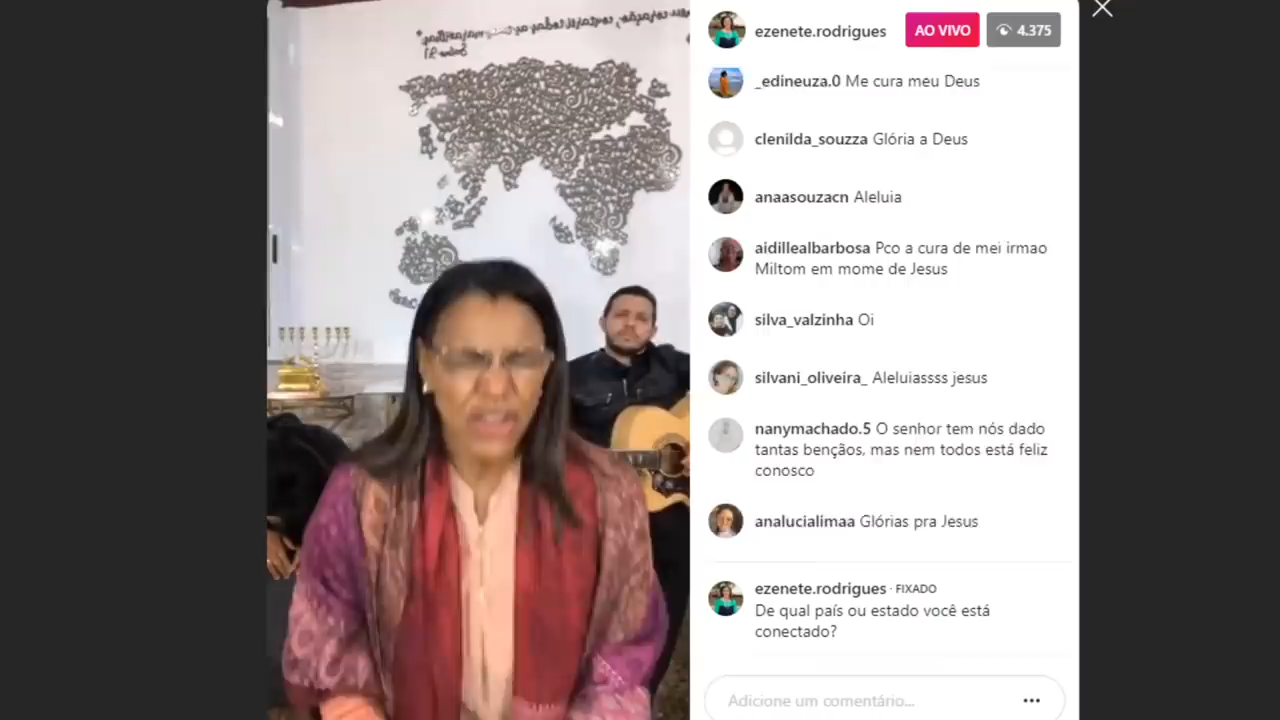 ezenete.rodrigues AO VIVO 4.375
_edineuza.0 Me cura meu Deus
clenilda_souzza Glória a Deus
anaasouzacn Aleluia
aidillealbarbosa Pco a cura de mei irmao
Miltom em mome de Jesus
silva_valzinha Oi
silvani_oliveira_ Aleluiassss jesus
nanymachado.5 O senhor tem nós dado
tantas bençãos, mas nem todos está feliz
conosco
analucialimaa Glórias pra Jesus
ezenete.rodrigues · FIXADO
De qual país ou estado você está
conectado?
Adicione um comentário...